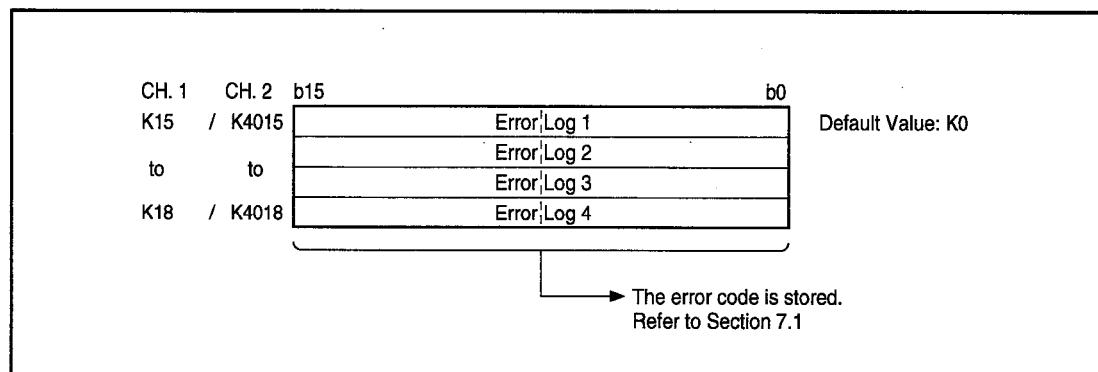 CH. 1 CH. 2 b15 b0
K15 / K4015 Error Log 1 Default Value: K0
Error Log 2
to to
Error Log 3
K18 / K4018 Error Log 4
The error code is stored.
Refer to Section 7.1